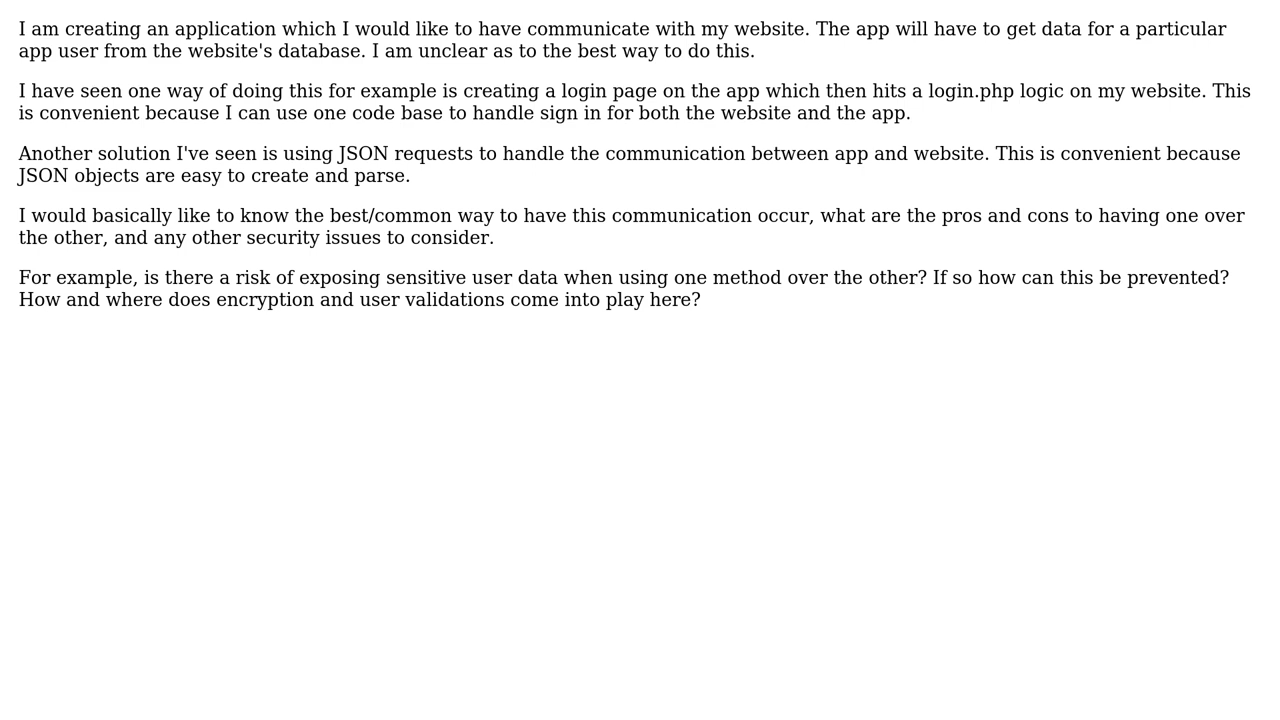 I am creating an application which I would like to have communicate with my website. The app will have to get data for a particular
app user from the website's database. I am unclear as to the best way to do this.
I have seen one way of doing this for example is creating a login page on the app which then hits a login.php logic on my website. This
is convenient because I can use one code base to handle sign in for both the website and the app.
Another solution I've seen is using JSON requests to handle the communication between app and website. This is convenient because
JSON objects are easy to create and parse.
I would basically like to know the best/common way to have this communication occur, what are the pros and cons to having one over
the other, and any other security issues to consider.
For example, is there a risk of exposing sensitive user data when using one method over the other? If so how can this be prevented?
How and where does encryption and user validations come into play here?